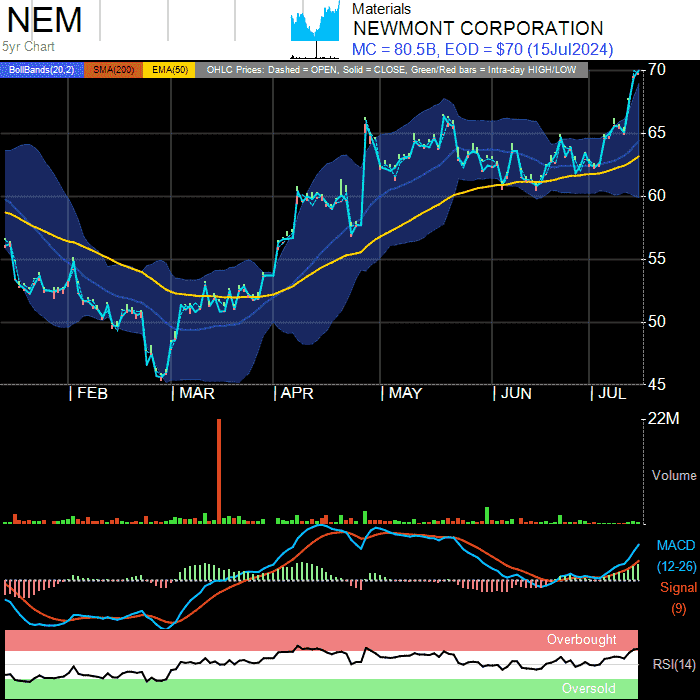 NEM
5yr Chart
Materials
NEWMONT CORPORATION
MC = 80.5B, EOD = $70 (15Jul2024)
BollBands(20,2) SMA(200) EMA(50) OHLC Prices: Dashed = OPEN, Solid = CLOSE, Green/Red bars = Intra-day HIGH/LOW
70
65
60
55
50
45
| FEB | MAR | APR | MAY | JUN | JUL
22M
Volume
MACD
(12-26)
Signal
(9)
Overbought
RSI(14)
Oversold